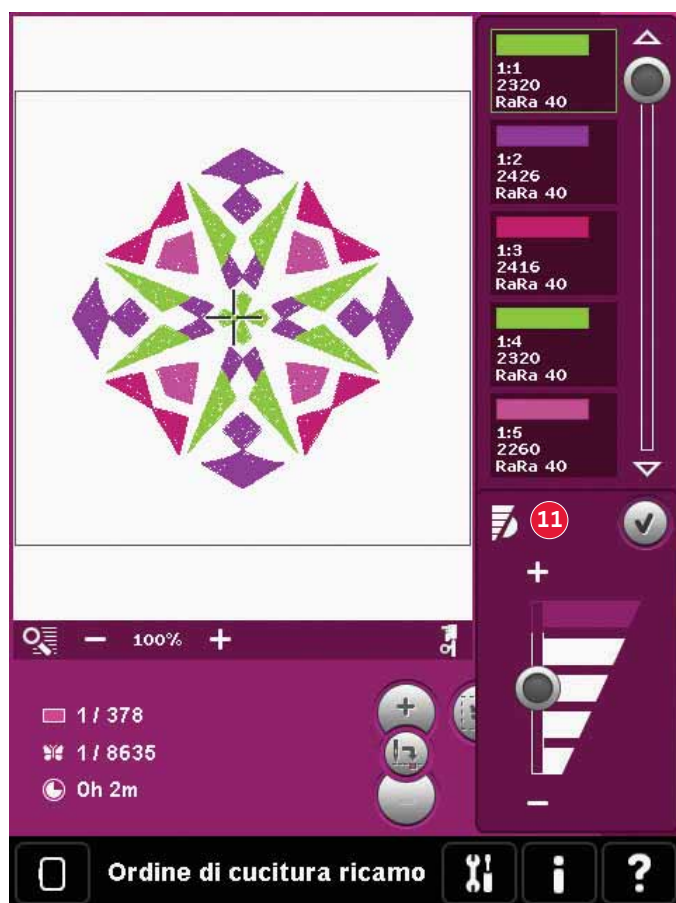 1:1
2320
RaRa 40
1:2
2426
RaRa 40
1:3
2416
RaRa 40
1:4
2320
RaRa 40
1:5
2260
RaRa 40
11
+
−
− 100% +
1 / 378
1 / 8635
0h 2m
+
−
Ordine di cucitura ricamo
i
?